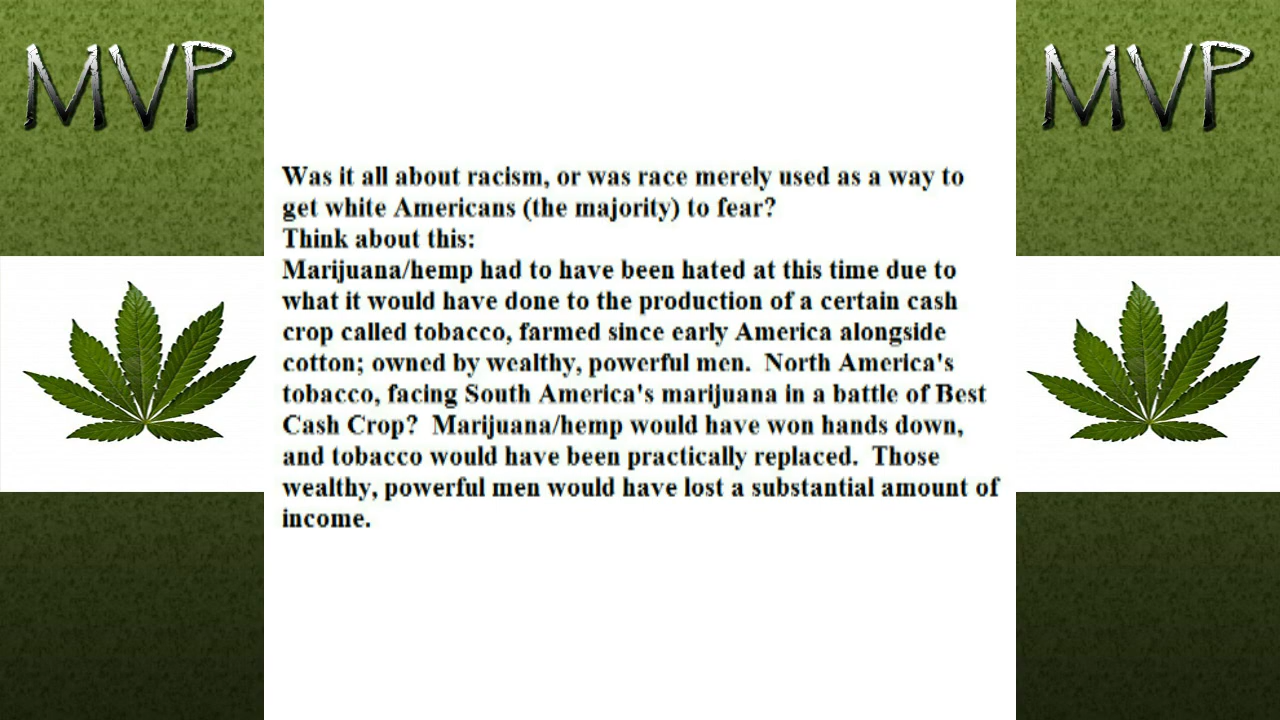 MVP
MVP
Was it all about racism, or was race merely used as a way to
get white Americans (the majority) to fear?
Think about this:
Marijuana/hemp had to have been hated at this time due to
what it would have done to the production of a certain cash
crop called tobacco, farmed since early America alongside
cotton; owned by wealthy, powerful men.  North America's
tobacco, facing South America's marijuana in a battle of Best
Cash Crop?  Marijuana/hemp would have won hands down,
and tobacco would have been practically replaced.  Those
wealthy, powerful men would have lost a substantial amount of
income.